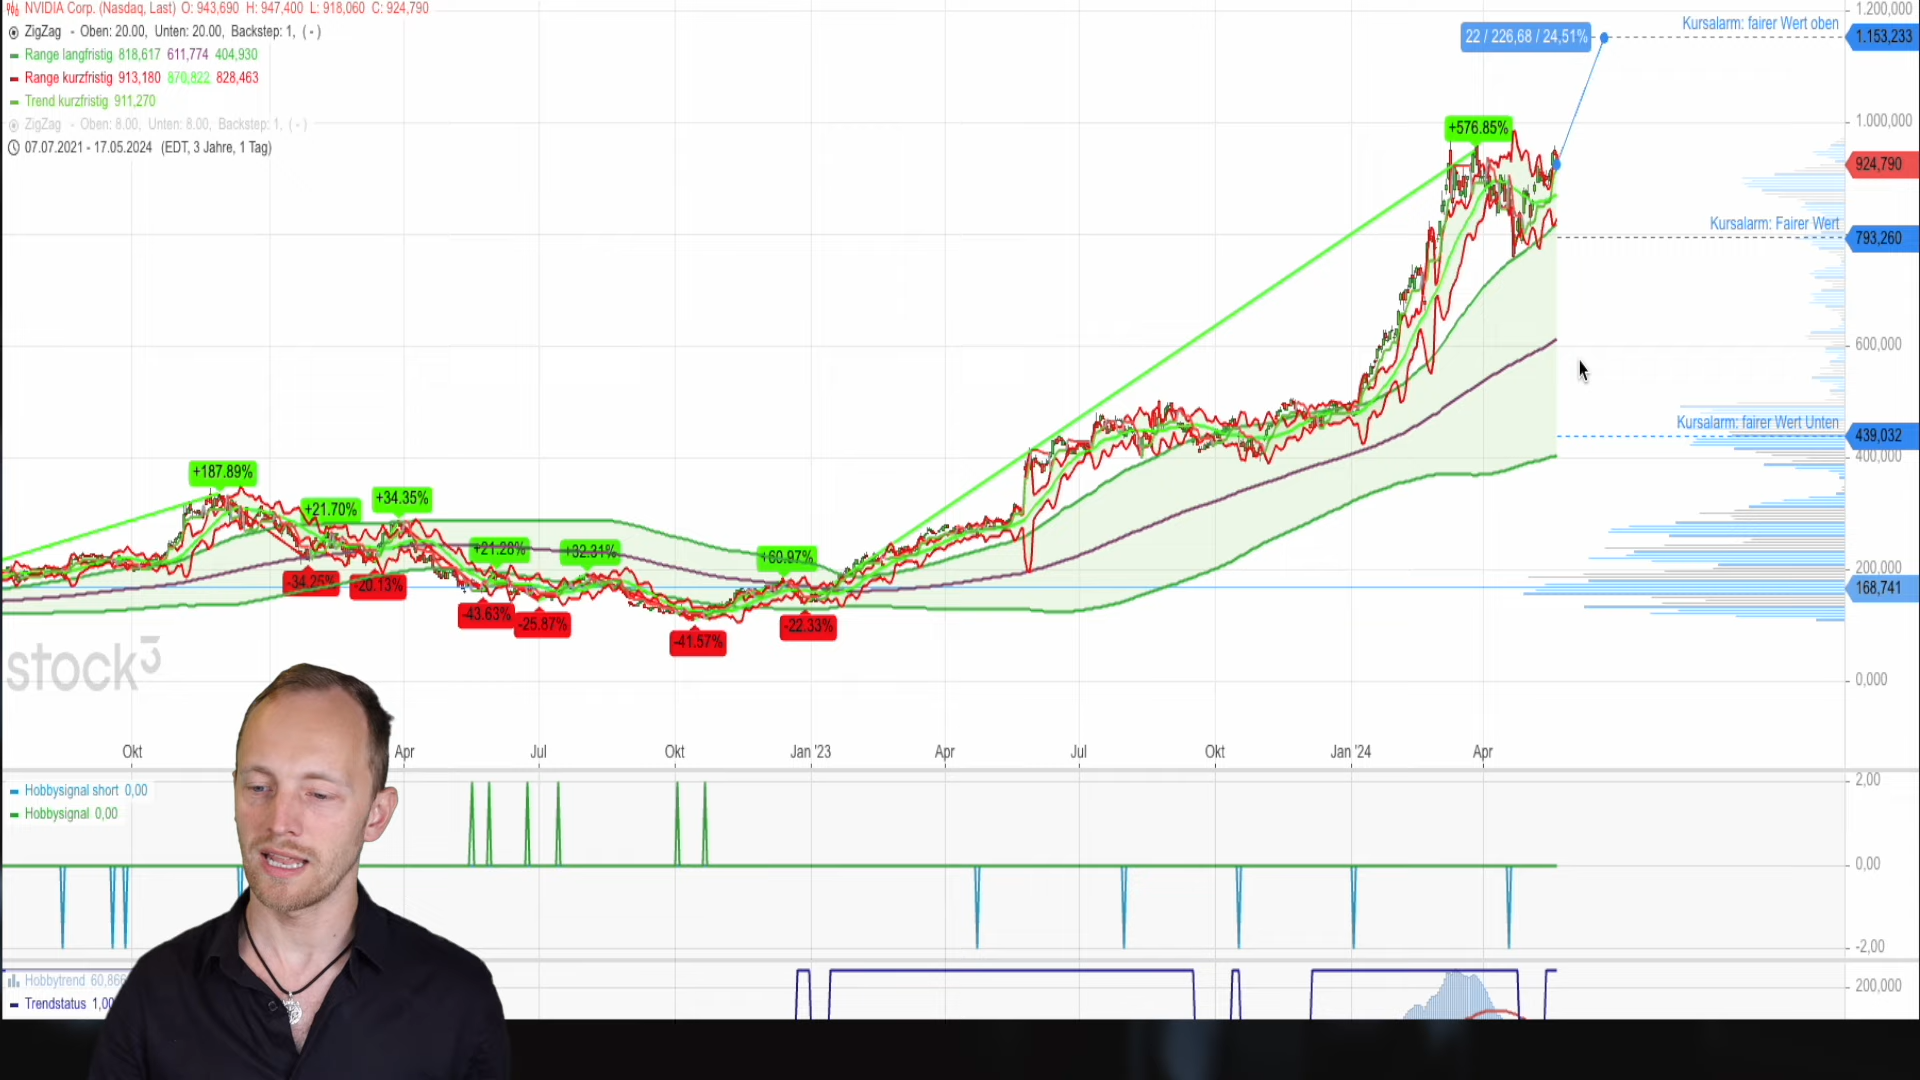 NVIDIA Corp. (Nasdaq, Last) O: 943,690 H: 947,400 L: 918,060 C: 924,790
ZigZag - Oben: 20.00, Unten: 20.00, Backstep: 1, ( - )
Range langfristig 818,617 611,774 404,930
Range kurzfristig 913,180 870,822 828,463
Trend kurzfristig 911,270
ZigZag - Oben: 8.00, Unten: 8.00, Backstep: 1, ( - )
07.07.2021 - 17.05.2024 (EDT, 3 Jahre, 1 Tag)
1.200,000
Kursalarm: fairer Wert oben
22 / 226,68 / 24,51%
1.153,233
1.000,000
+576.85%
924,790
Kursalarm: Fairer Wert
793,260
600,000
Kursalarm: fairer Wert Unten
439,032
400,000
+187.89%
+34.35%
+21.70%
+21.28%
+32.31%
+60.97%
200,000
168,741
-34.25%
-20.13%
-43.63%
-25.87%
-41.57%
-22.33%
stock3
0,000
Okt
Apr
Jul
Okt
Jan '23
Apr
Jul
Okt
Jan '24
Apr
Hobbysignal short 0,00
Hobbysignal 0,00
2,00
0,00
-2,00
Hobbytrend 60,866
Trendstatus 1,00
200,000